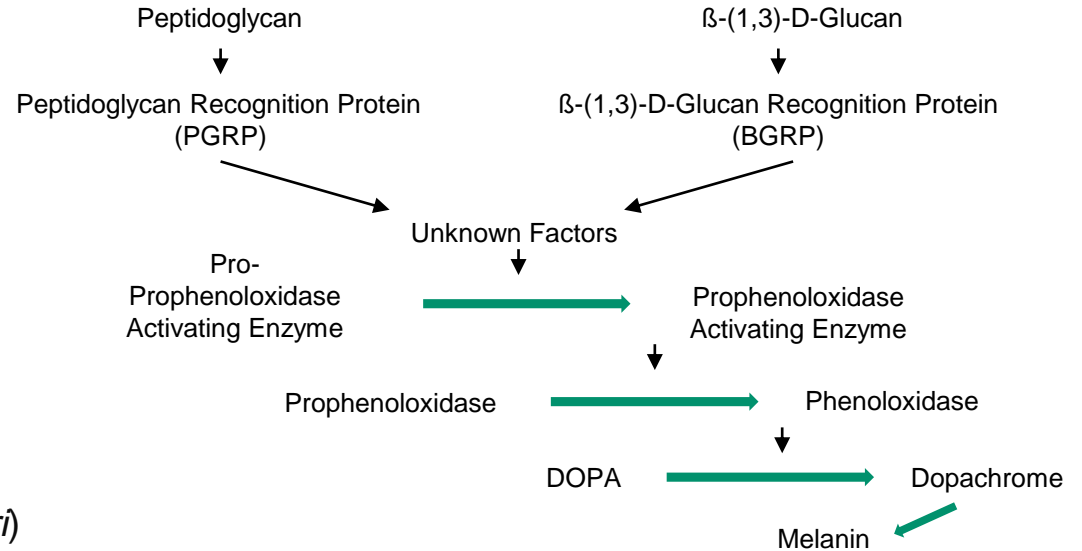 Peptidoglycan
ß-(1,3)-D-Glucan
Peptidoglycan Recognition Protein
(PGRP)
ß-(1,3)-D-Glucan Recognition Protein
(BGRP)
Unknown Factors
Pro-
Prophenoloxidase
Activating Enzyme
Prophenoloxidase
Activating Enzyme
Prophenoloxidase
Phenoloxidase
DOPA
Dopachrome
Melanin